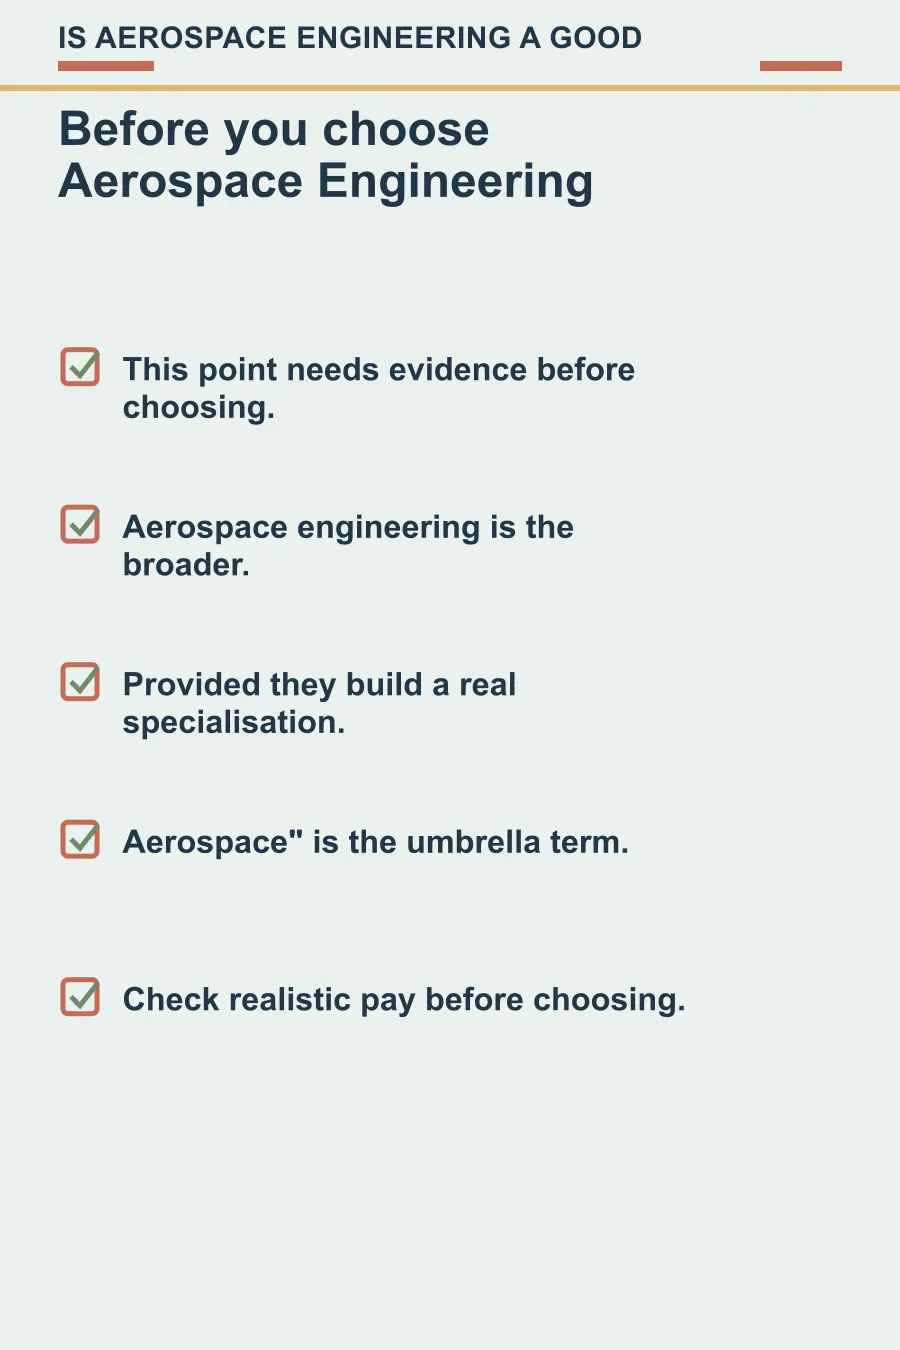 IS AEROSPACE ENGINEERING A GOOD
Before you choose
Aerospace Engineering
This point needs evidence before
choosing.
Aerospace engineering is the
broader.
Provided they build a real
specialisation.
Aerospace" is the umbrella term.
Check realistic pay before choosing.